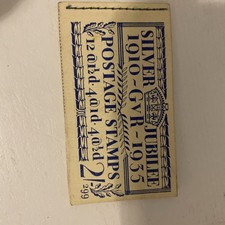 SILVER JUBILEE
1910-GVR-1935
POSTAGE STAMPS
12 at 1½d·4 at 1d·4 at ½d 2/-
299